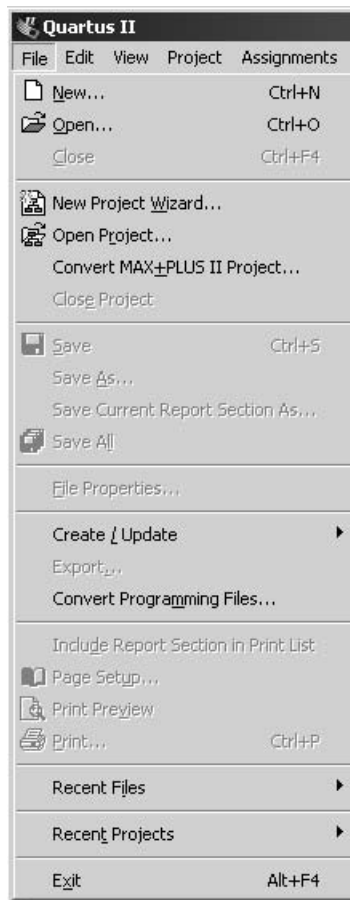 Quartus II
File Edit View Project Assignments
New... Ctrl+N
Open... Ctrl+O
Close Ctrl+F4
New Project Wizard...
Open Project...
Convert MAX+PLUS II Project...
Close Project
Save Ctrl+S
Save As...
Save Current Report Section As...
Save All
File Properties...
Create / Update
Export...
Convert Programming Files...
Include Report Section in Print List
Page Setup...
Print Preview
Print... Ctrl+P
Recent Files
Recent Projects
Exit Alt+F4